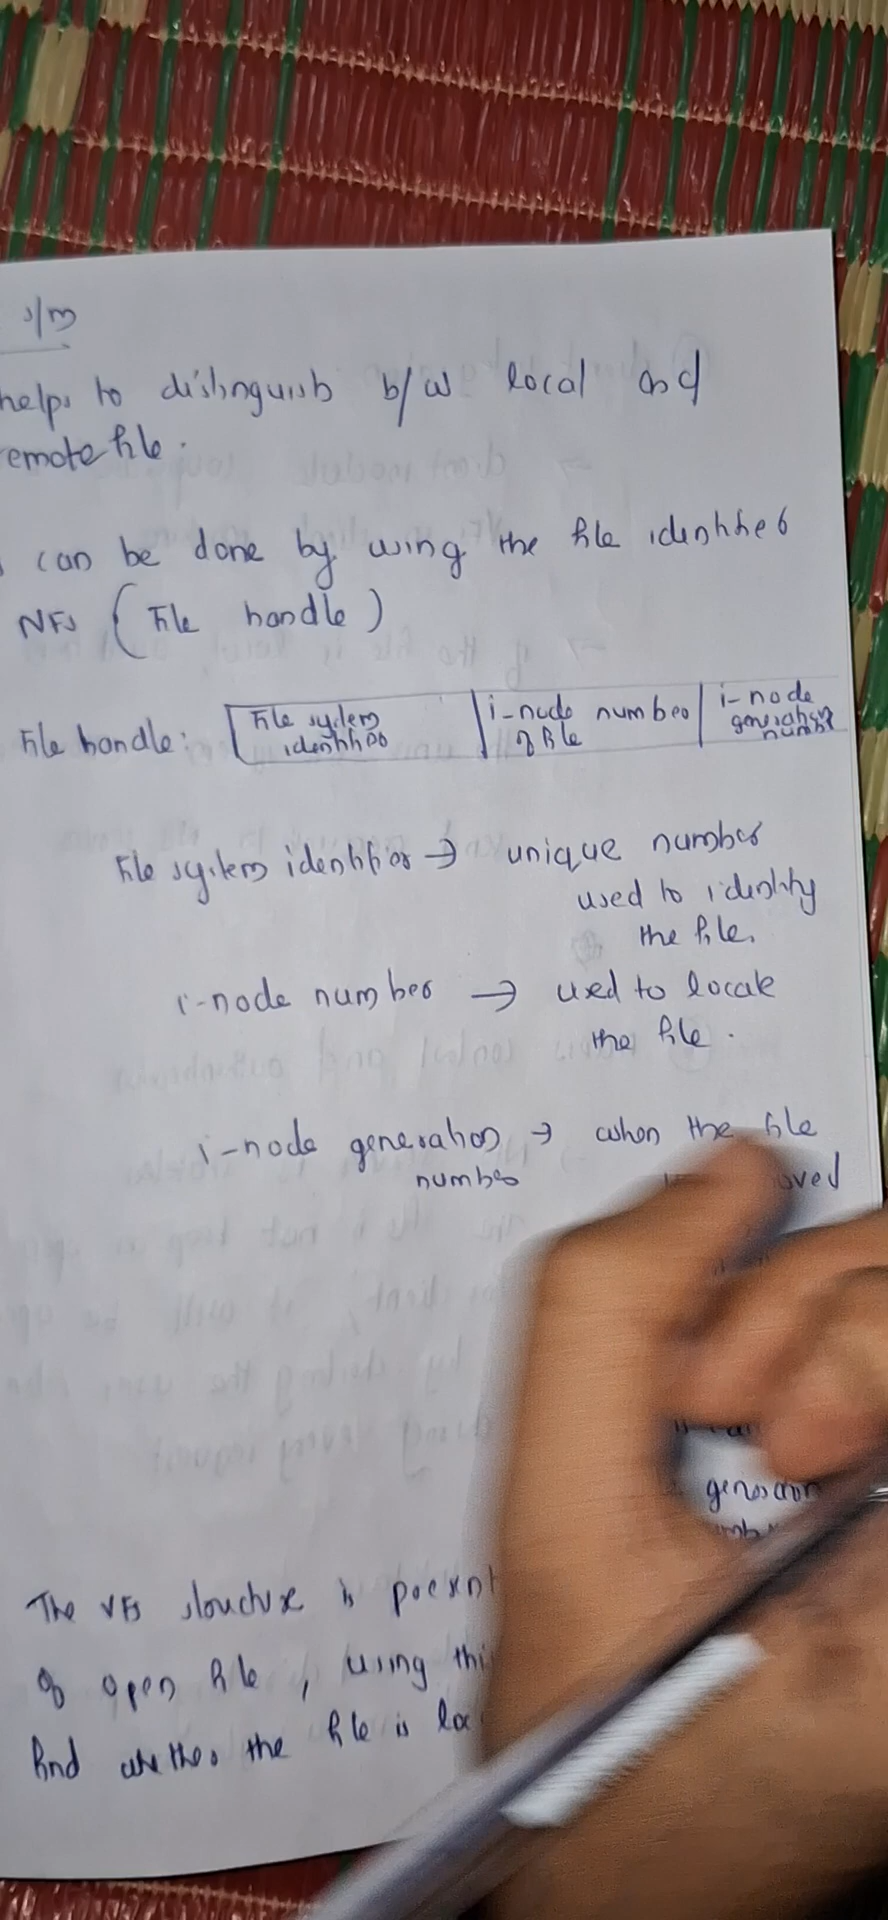 s/m
helps to distinguish b/w local and
remote file.
can be done by using the file identifier
NFS (File handle)
File handle: File system identifier | i-node number of file | i-node generation number
File system identifier → unique number
used to identify
the file.
i-node number → used to locate
the file.
i-node generation → when the file
number
generation
The VFS structure is present
of open file, using
find whether the file is